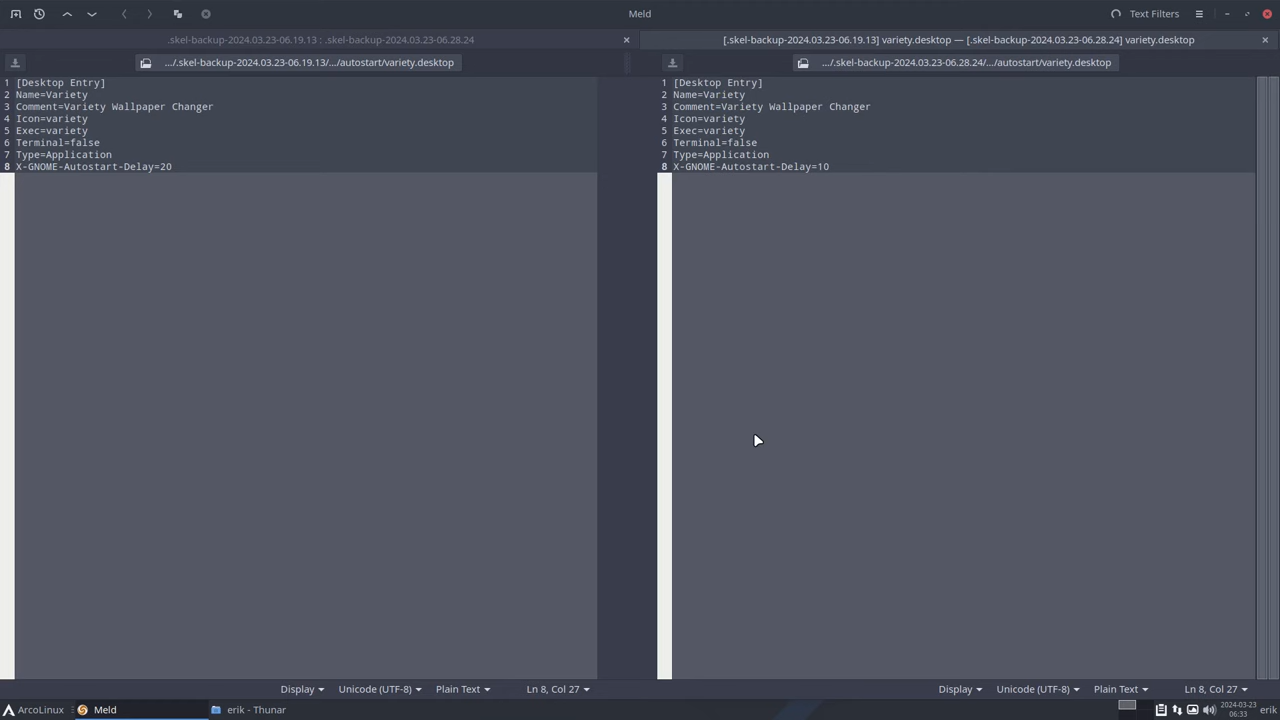 Meld
Text Filters
.skel-backup-2024.03.23-06.19.13 : .skel-backup-2024.03.23-06.28.24
[.skel-backup-2024.03.23-06.19.13] variety.desktop — [.skel-backup-2024.03.23-06.28.24] variety.desktop
.../.skel-backup-2024.03.23-06.19.13/.../autostart/variety.desktop
.../.skel-backup-2024.03.23-06.28.24/.../autostart/variety.desktop
1 [Desktop Entry]
2 Name=Variety
3 Comment=Variety Wallpaper Changer
4 Icon=variety
5 Exec=variety
6 Terminal=false
7 Type=Application
8 X-GNOME-Autostart-Delay=20
1 [Desktop Entry]
2 Name=Variety
3 Comment=Variety Wallpaper Changer
4 Icon=variety
5 Exec=variety
6 Terminal=false
7 Type=Application
8 X-GNOME-Autostart-Delay=10
Display Unicode (UTF-8) Plain Text Ln 8, Col 27
Display Unicode (UTF-8) Plain Text Ln 8, Col 27
ArcoLinux
Meld
erik - Thunar
2024-03-23
06:33
erik